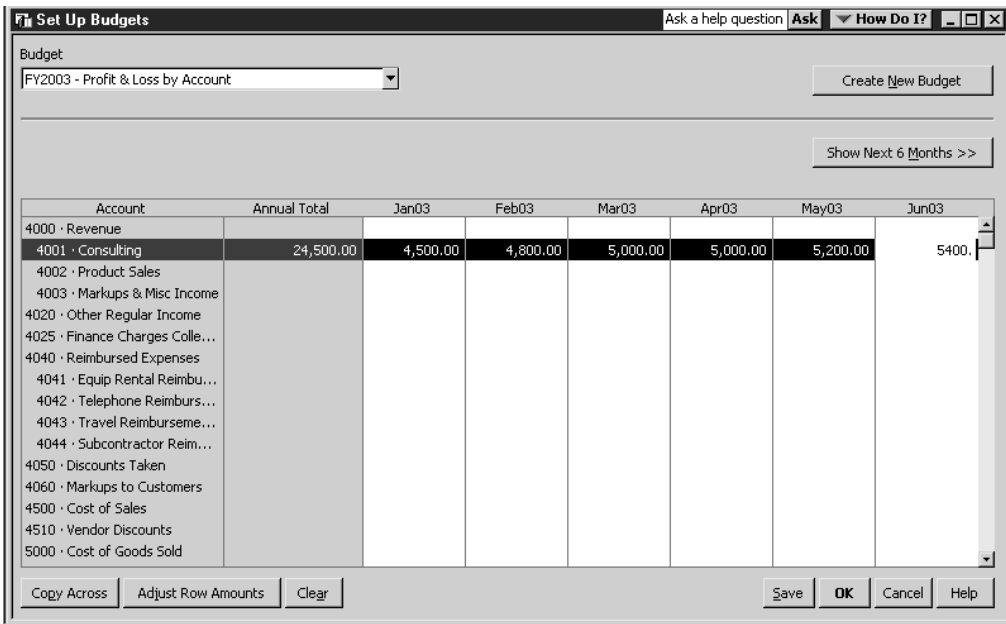 Set Up Budgets Ask a help question Ask How Do I?
Budget
FY2003 - Profit & Loss by Account
Create New Budget
Show Next 6 Months >>
Account Annual Total Jan03 Feb03 Mar03 Apr03 May03 Jun03
4000 · Revenue
4001 · Consulting 24,500.00 4,500.00 4,800.00 5,000.00 5,000.00 5,200.00 5400.
4002 · Product Sales
4003 · Markups & Misc Income
4020 · Other Regular Income
4025 · Finance Charges Colle...
4040 · Reimbursed Expenses
4041 · Equip Rental Reimbu...
4042 · Telephone Reimburs...
4043 · Travel Reimburseme...
4044 · Subcontractor Reim...
4050 · Discounts Taken
4060 · Markups to Customers
4500 · Cost of Sales
4510 · Vendor Discounts
5000 · Cost of Goods Sold
Copy Across Adjust Row Amounts Clear Save OK Cancel Help